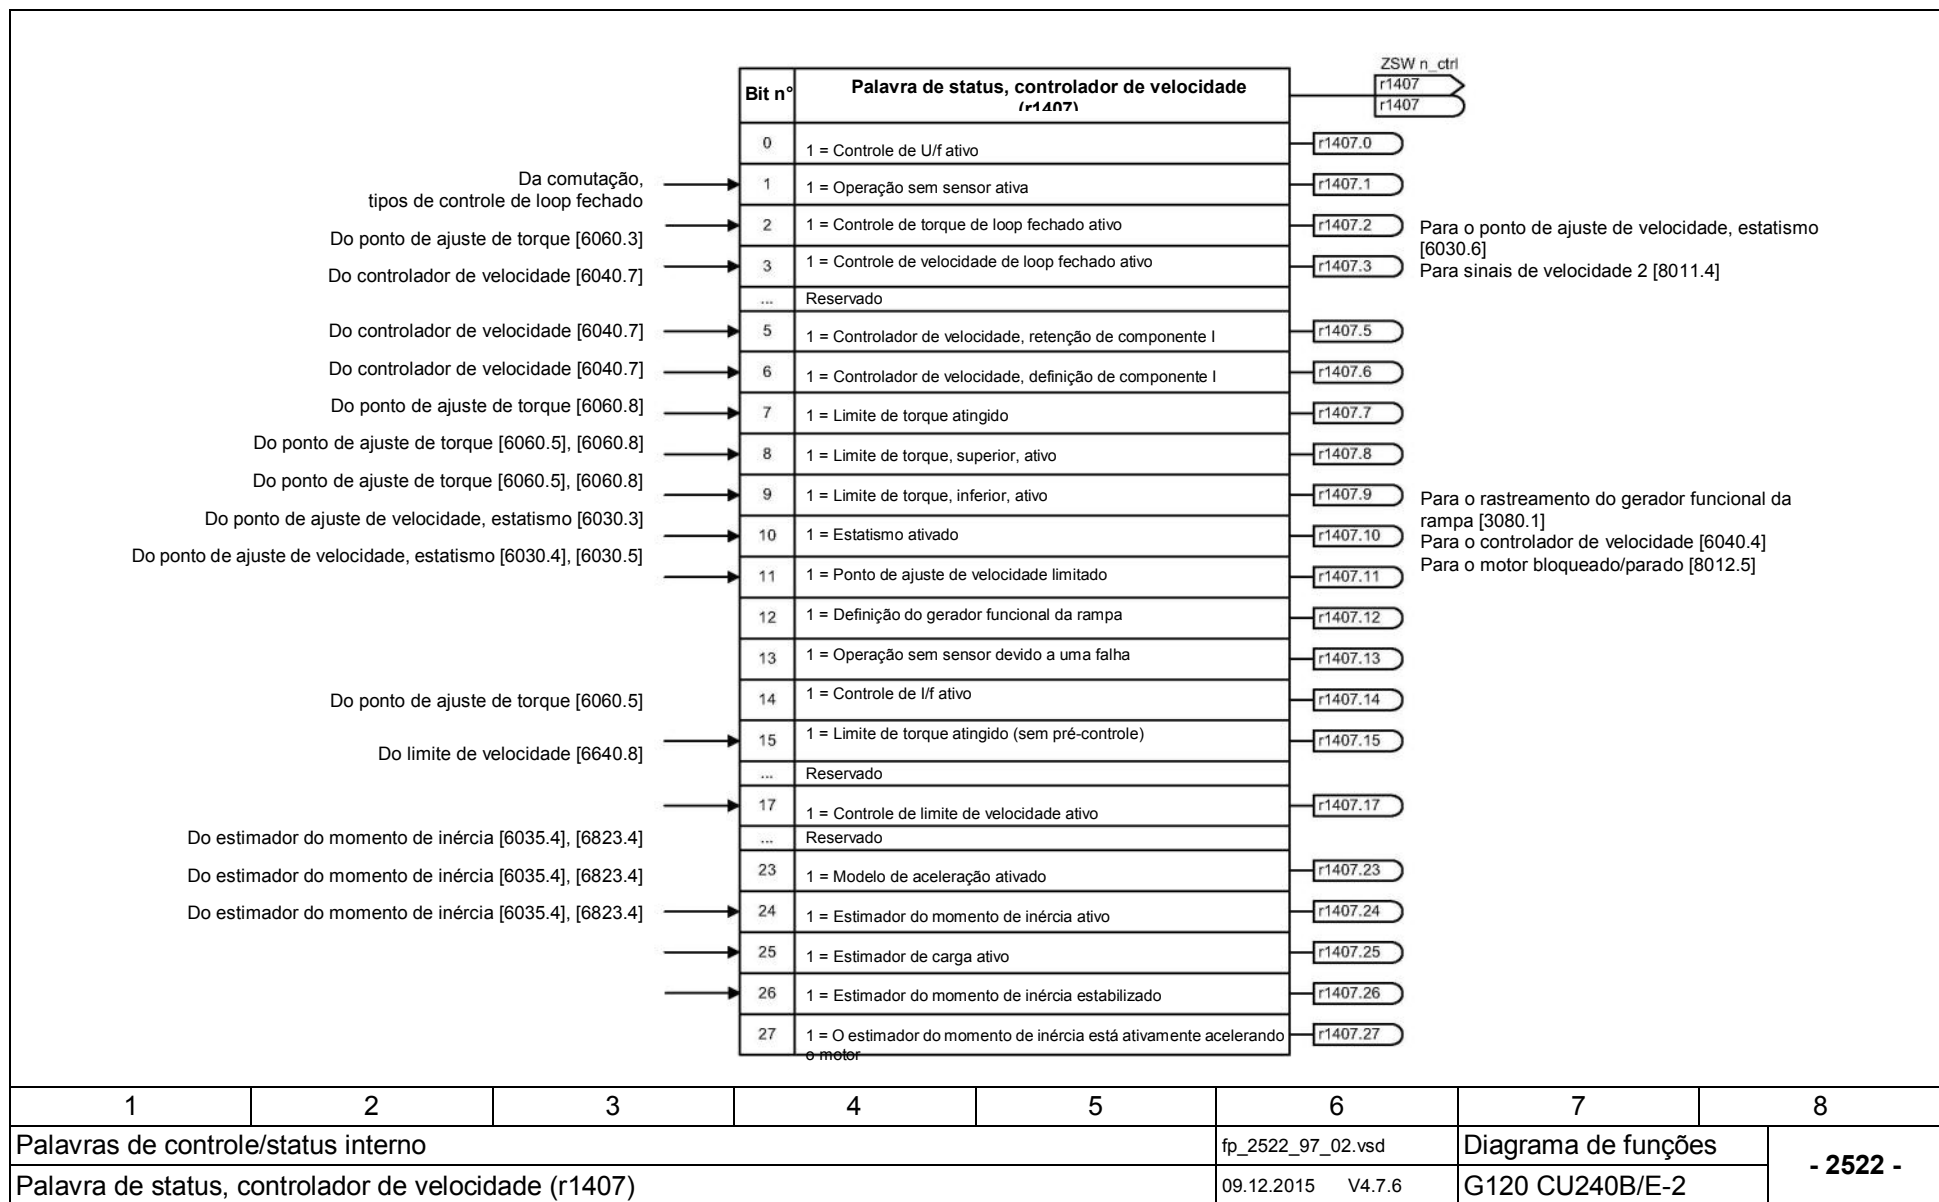 ZSW n_ctrl
r1407
r1407
Bit n°
Palavra de status, controlador de velocidade
(r1407)
0
1 = Controle de U/f ativo
r1407.0
Da comutação,
tipos de controle de loop fechado
1
1 = Operação sem sensor ativa
r1407.1
Do ponto de ajuste de torque [6060.3]
2
1 = Controle de torque de loop fechado ativo
r1407.2
Para o ponto de ajuste de velocidade, estatismo
[6030.6]
Do controlador de velocidade [6040.7]
3
1 = Controle de velocidade de loop fechado ativo
r1407.3
Para sinais de velocidade 2 [8011.4]
...
Reservado
Do controlador de velocidade [6040.7]
5
1 = Controlador de velocidade, retenção de componente I
r1407.5
Do controlador de velocidade [6040.7]
6
1 = Controlador de velocidade, definição de componente I
r1407.6
Do ponto de ajuste de torque [6060.8]
7
1 = Limite de torque atingido
r1407.7
Do ponto de ajuste de torque [6060.5], [6060.8]
8
1 = Limite de torque, superior, ativo
r1407.8
Do ponto de ajuste de torque [6060.5], [6060.8]
9
1 = Limite de torque, inferior, ativo
r1407.9
Para o rastreamento do gerador funcional da
rampa [3080.1]
Do ponto de ajuste de velocidade, estatismo [6030.3]
10
1 = Estatismo ativado
r1407.10
Para o controlador de velocidade [6040.4]
Do ponto de ajuste de velocidade, estatismo [6030.4], [6030.5]
11
1 = Ponto de ajuste de velocidade limitado
r1407.11
Para o motor bloqueado/parado [8012.5]
12
1 = Definição do gerador funcional da rampa
r1407.12
13
1 = Operação sem sensor devido a uma falha
r1407.13
Do ponto de ajuste de torque [6060.5]
14
1 = Controle de I/f ativo
r1407.14
Do limite de velocidade [6640.8]
15
1 = Limite de torque atingido (sem pré-controle)
r1407.15
...
Reservado
17
1 = Controle de limite de velocidade ativo
r1407.17
Do estimador do momento de inércia [6035.4], [6823.4]
...
Reservado
Do estimador do momento de inércia [6035.4], [6823.4]
23
1 = Modelo de aceleração ativado
r1407.23
Do estimador do momento de inércia [6035.4], [6823.4]
24
1 = Estimador do momento de inércia ativo
r1407.24
25
1 = Estimador de carga ativo
r1407.25
26
1 = Estimador do momento de inércia estabilizado
r1407.26
27
1 = O estimador do momento de inércia está ativamente acelerando
o motor
r1407.27
1 2 3 4 5 6 7 8
Palavras de controle/status interno
fp_2522_97_02.vsd
Diagrama de funções
- 2522 -
Palavra de status, controlador de velocidade (r1407)
09.12.2015 V4.7.6
G120 CU240B/E-2